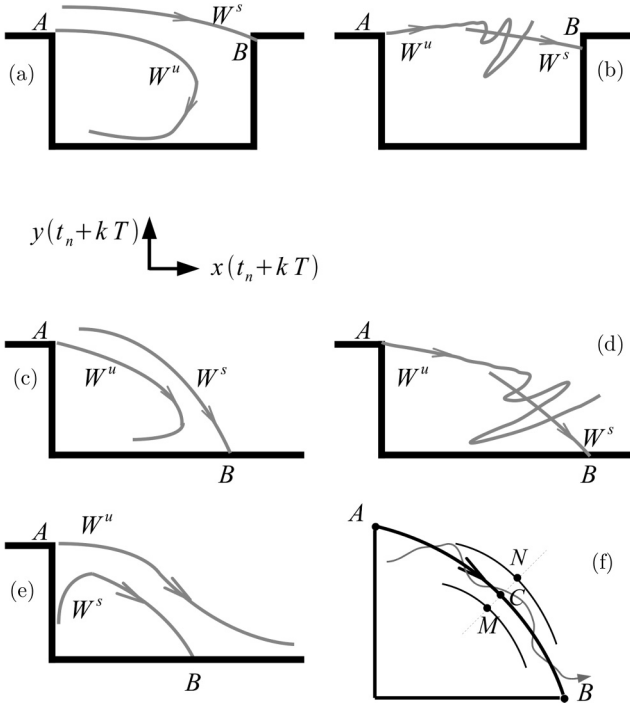 A
W^s
B
W^u
(a)
A
W^u
B
W^s
(b)
y(t_n+kT)
x(t_n+kT)
A
(c)
W^u
W^s
B
A
W^u
(d)
W^s
B
A
W^u
(e)
W^s
B
A
N
(f)
C
M
B